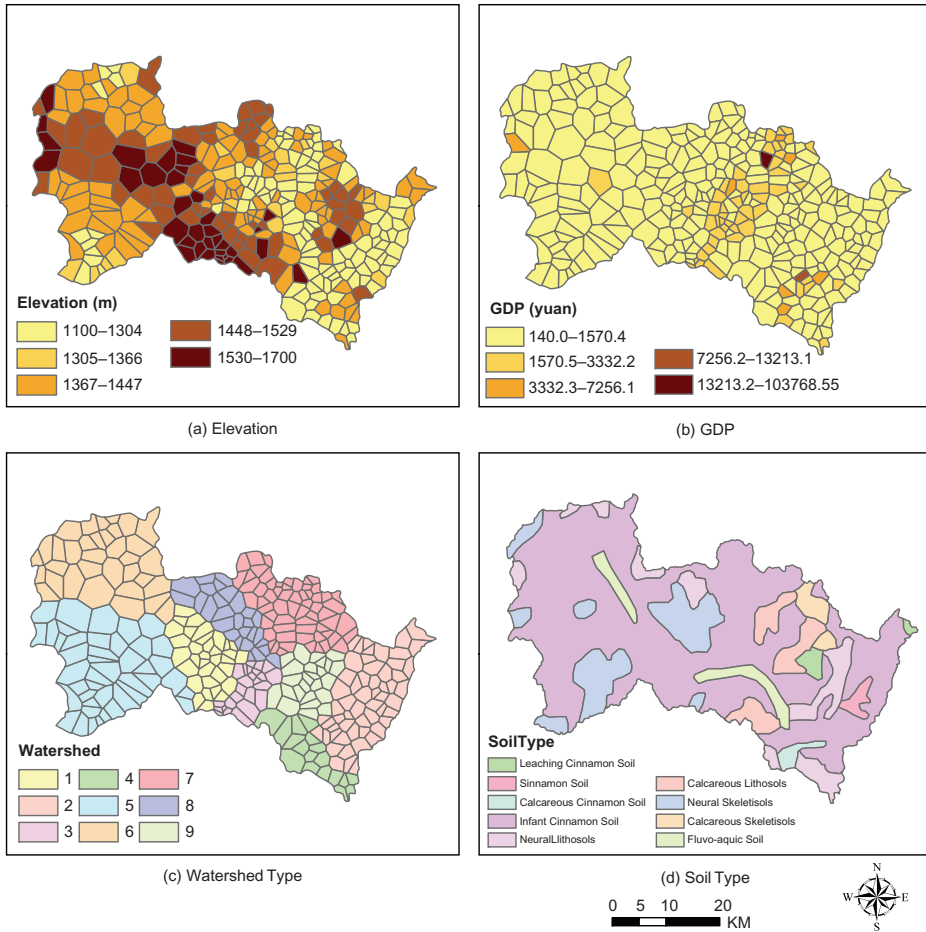 Elevation (m)
1100–1304
1305–1366
1367–1447
1448–1529
1530–1700
(a) Elevation
GDP (yuan)
140.0–1570.4
1570.5–3332.2
3332.3–7256.1
7256.2–13213.1
13213.2–103768.55
(b) GDP
Watershed
1
2
3
4
5
6
7
8
9
(c) Watershed Type
SoilType
Leaching Cinnamon Soil
Sinnamon Soil
Calcareous Cinnamon Soil
Infant Cinnamon Soil
NeuralLlithosols
Calcareous Lithosols
Neural Skeletisols
Calcareous Skeletisols
Fluvo-aquic Soil
(d) Soil Type
0 5 10 20
KM
N
W E
S